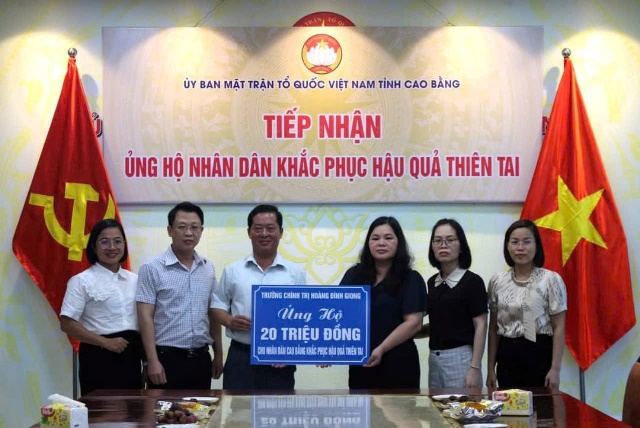 ỦY BAN MẶT TRẬN TỔ QUỐC VIỆT NAM TỈNH CAO BẰNG
TIẾP NHẬN
ỦNG HỘ NHÂN DÂN KHẮC PHỤC HẬU QUẢ THIÊN TAI
TRƯỜNG CHÍNH TRỊ HOÀNG ĐÌNH GIONG
Ủng Hộ
20 TRIỆU ĐỒNG
CHO NHÂN DÂN CAO BẰNG KHẮC PHỤC HẬU QUẢ THIÊN TAI